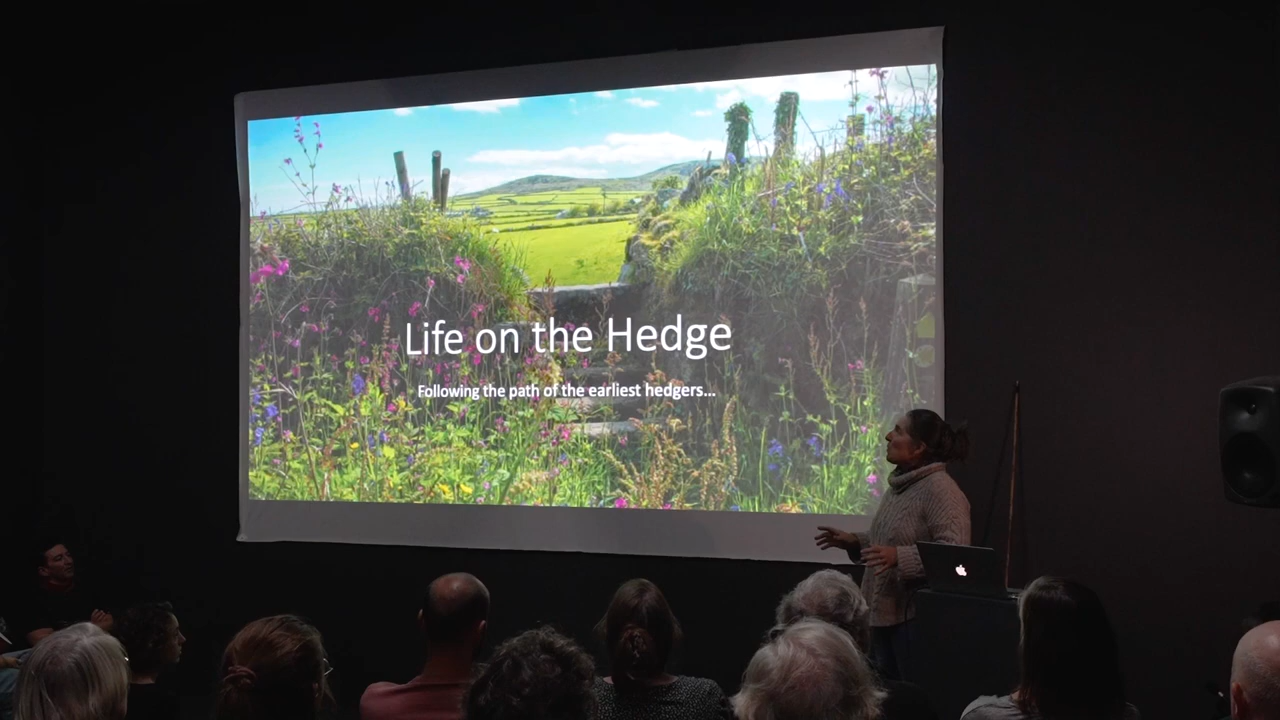 Life on the Hedge
Following the path of the earliest hedgers...